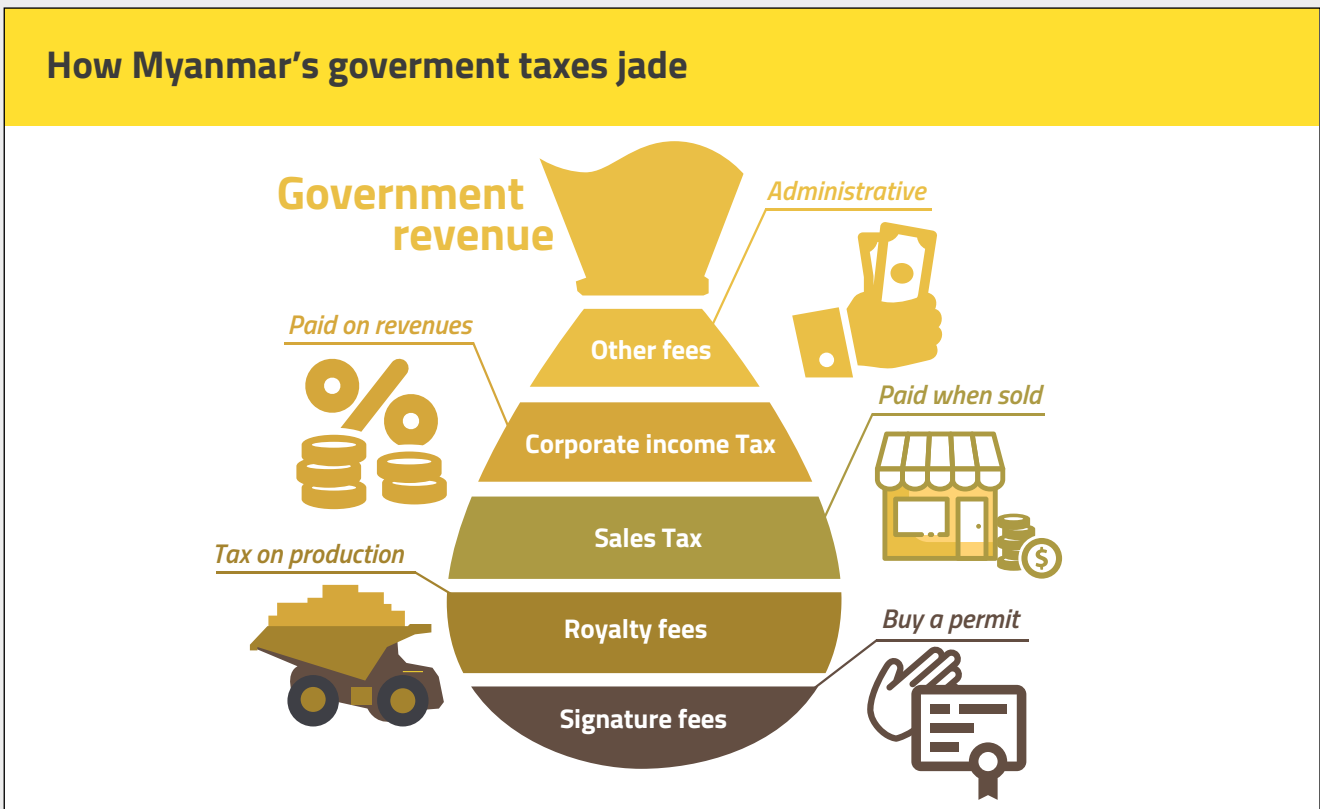 How Myanmar's goverment taxes jade
Government
revenue
Administrative
Paid on revenues
Other fees
Paid when sold
Corporate income Tax
Sales Tax
Tax on production
Royalty fees
Buy a permit
Signature fees
$